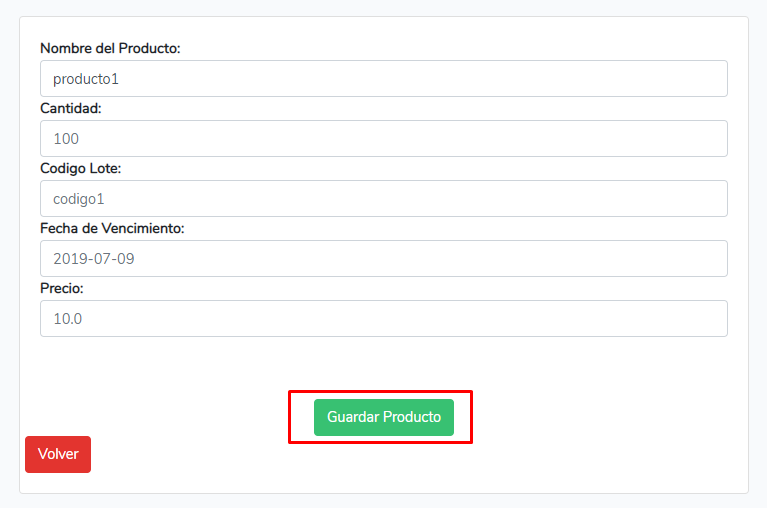 Nombre del Producto:
producto1
Cantidad:
100
Codigo Lote:
codigo1
Fecha de Vencimiento:
2019-07-09
Precio:
10.0
Guardar Producto
Volver